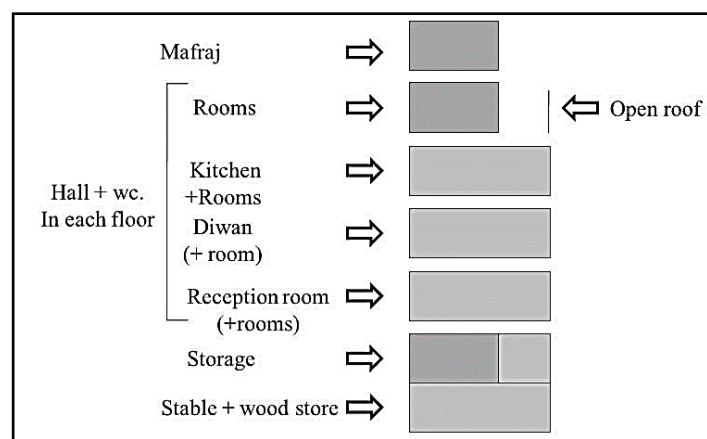 Mafraj
Rooms
Open roof
Kitchen
+Rooms
Hall + wc.
In each floor
Diwan
(+ room)
Reception room
(+rooms)
Storage
Stable + wood store